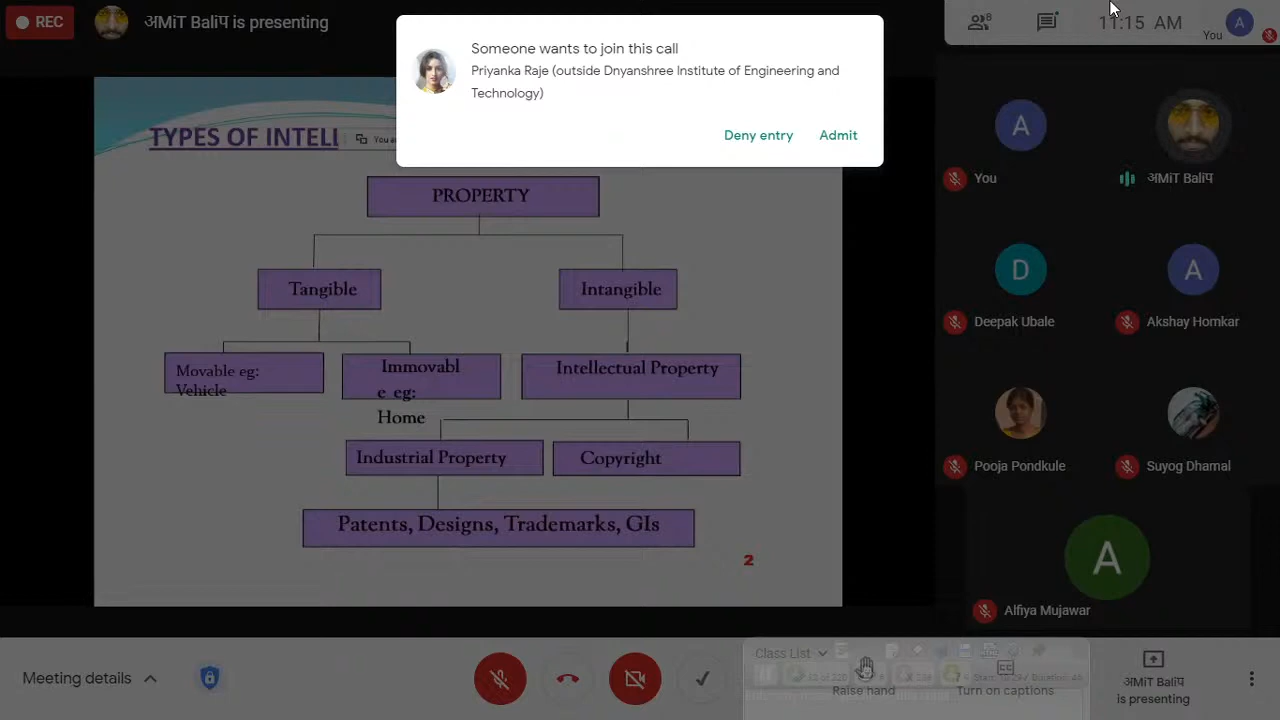 REC
अMiT Baliप is presenting
Someone wants to join this call
Priyanka Raje (outside Dnyanshree Institute of Engineering and
Technology)
Deny entry
Admit
8
11:15 AM
A
You
TYPES OF INTELL
You a
PROPERTY
Tangible
Intangible
Movable eg:
Vehicle
Immovabl
e eg:
Home
Intellectual Property
Industrial Property
Copyright
Patents, Designs, Trademarks, GIs
2
A
You
अMiT Baliप
D
Deepak Ubale
A
Akshay Homkar
Pooja Pondkule
Suyog Dhamal
A
Alfiya Mujawar
Meeting details
Class List
Raise hand
Turn on captions
अMiT Baliप
is presenting